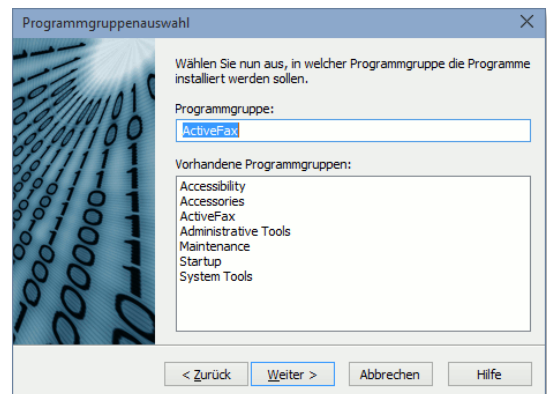 Programmgruppenauswahl
Wählen Sie nun aus, in welcher Programmgruppe die Programme
installiert werden sollen.
Programmgruppe:
ActiveFax
Vorhandene Programmgruppen:
Accessibility
Accessories
ActiveFax
Administrative Tools
Maintenance
Startup
System Tools
< Zurück Weiter > Abbrechen Hilfe